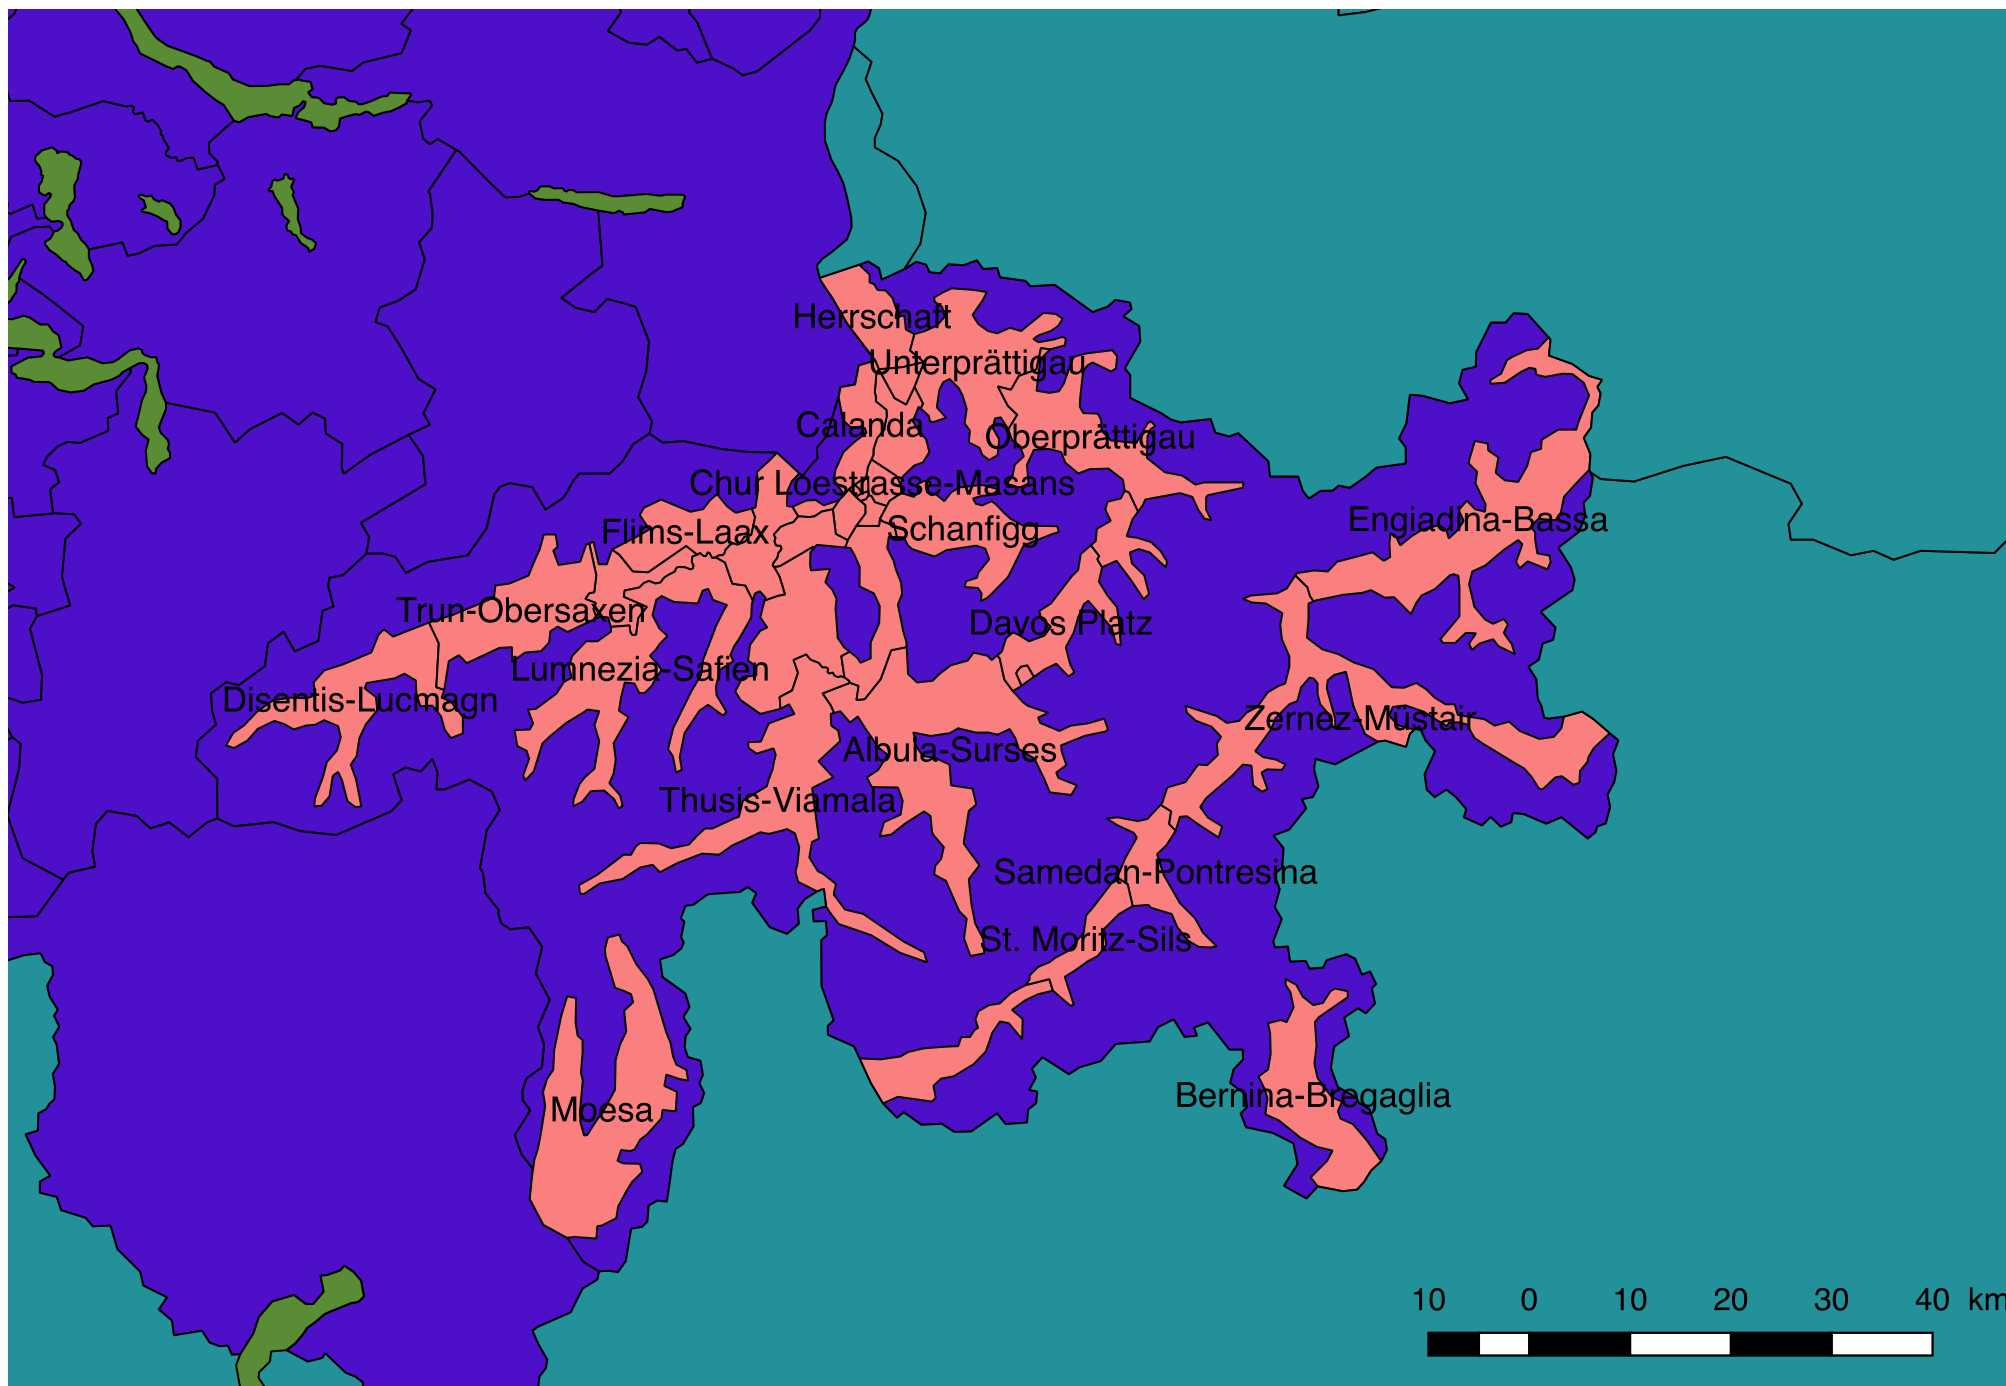 Herrschaft
Unterprättigau
Calanda
Oberprättigau
Chur Loestrasse-Masans
Flims-Laax
Schanfigg
Engiadina-Bassa
Trun-Obersaxen
Davos Platz
Lumnezia-Safien
Disentis-Lucmagn
Zernez-Müstair
Albula-Surses
Thusis-Viamala
Samedan-Pontresina
St. Moritz-Sils
Bernina-Bregaglia
Moesa
10 0 10 20 30 40 km